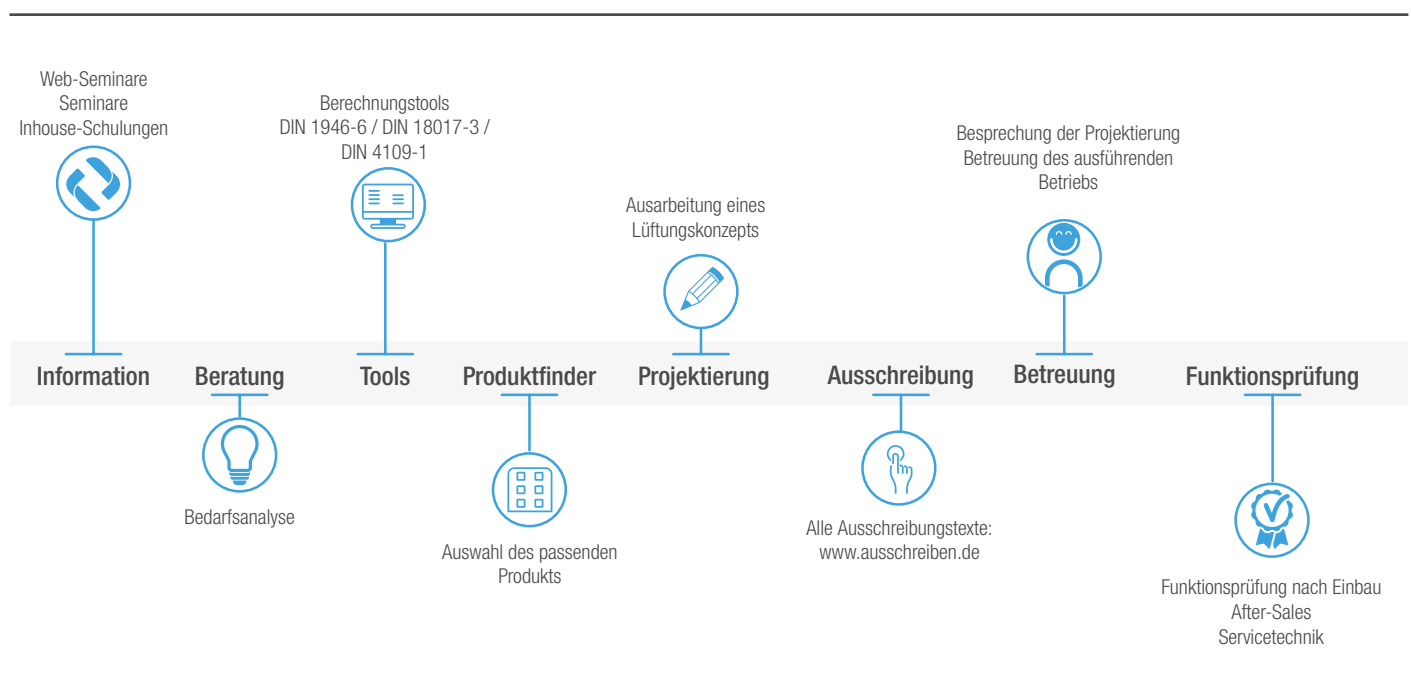 Web-Seminare
Seminare
Inhouse-Schulungen
Berechnungstools
DIN 1946-6 / DIN 18017-3 /
DIN 4109-1
Ausarbeitung eines
Lüftungskonzepts
Besprechung der Projektierung
Betreuung des ausführenden
Betriebs
Information Beratung Tools Produktfinder Projektierung Ausschreibung Betreuung Funktionsprüfung
Bedarfsanalyse
Auswahl des passenden
Produkts
Alle Ausschreibungstexte:
www.ausschreiben.de
Funktionsprüfung nach Einbau
After-Sales
Servicetechnik